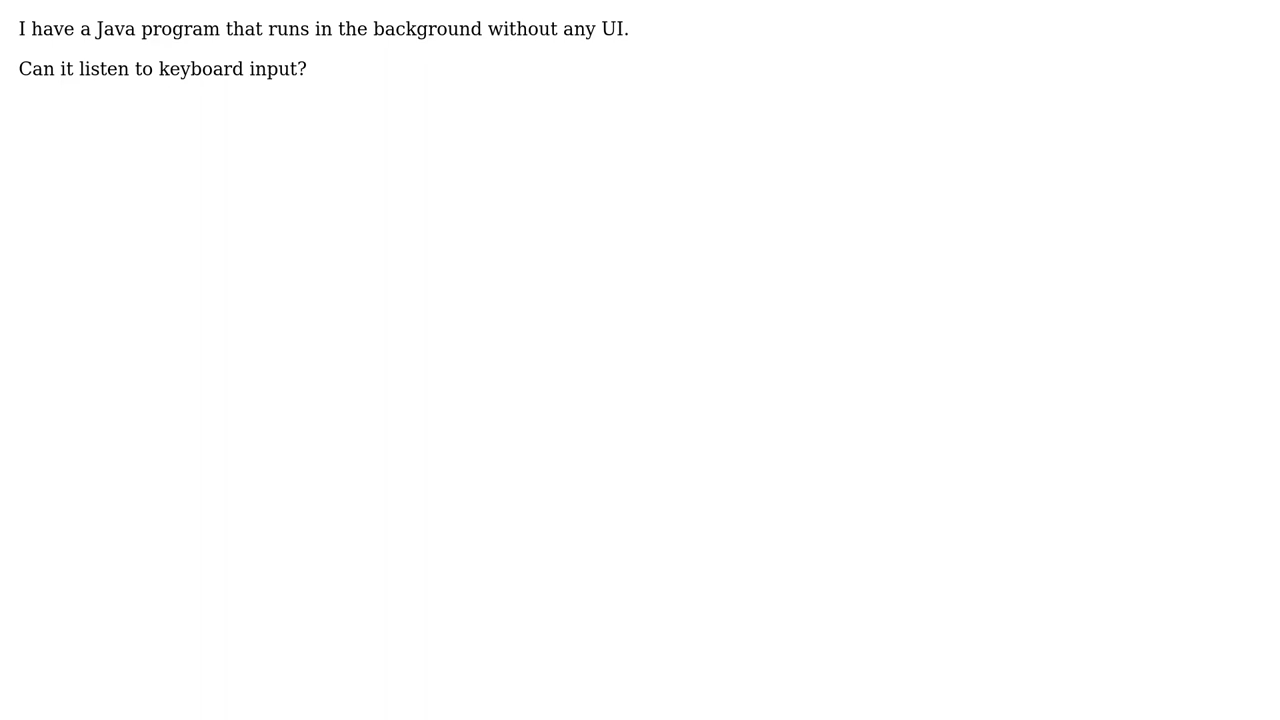 I have a Java program that runs in the background without any UI.
Can it listen to keyboard input?